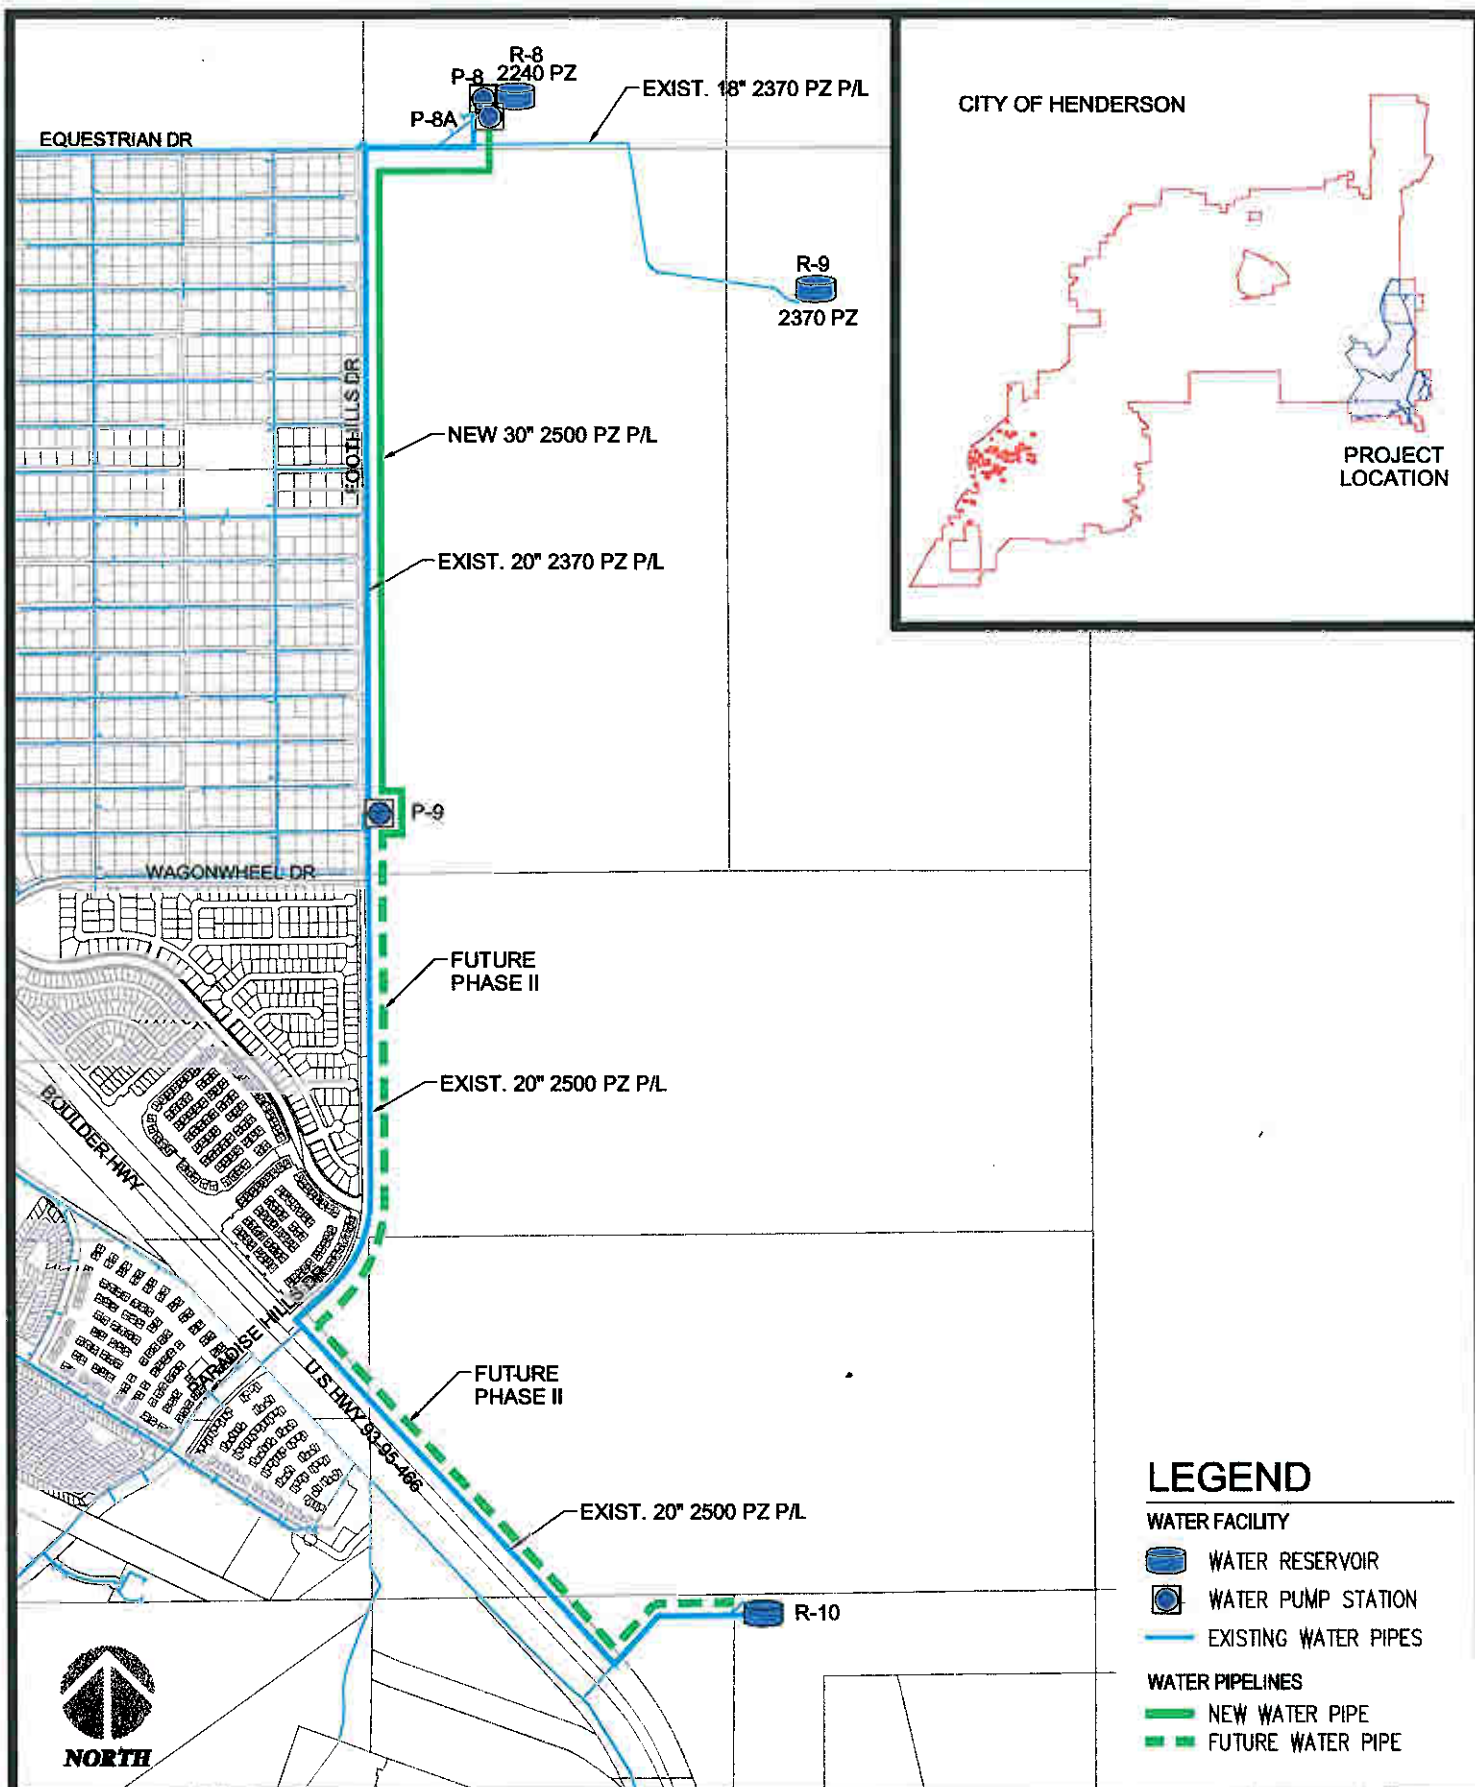 R-8
P-8 2240 PZ
EXIST. 18" 2370 PZ P/L
P-8A
EQUESTRIAN DR
CITY OF HENDERSON
R-9
2370 PZ
FOOTHILLS DR
NEW 30" 2500 PZ P/L
PROJECT
LOCATION
EXIST. 20" 2370 PZ P/L
P-9
WAGONWHEEL DR
FUTURE
PHASE II
EXIST. 20" 2500 PZ P/L
BOULDER HWY
PARADISE HILLS DR
U.S HWY 93-95-466
FUTURE
PHASE II
EXIST. 20" 2500 PZ P/L
R-10
NORTH
LEGEND
WATER FACILITY
WATER RESERVOIR
WATER PUMP STATION
EXISTING WATER PIPES
WATER PIPELINES
NEW WATER PIPE
FUTURE WATER PIPE